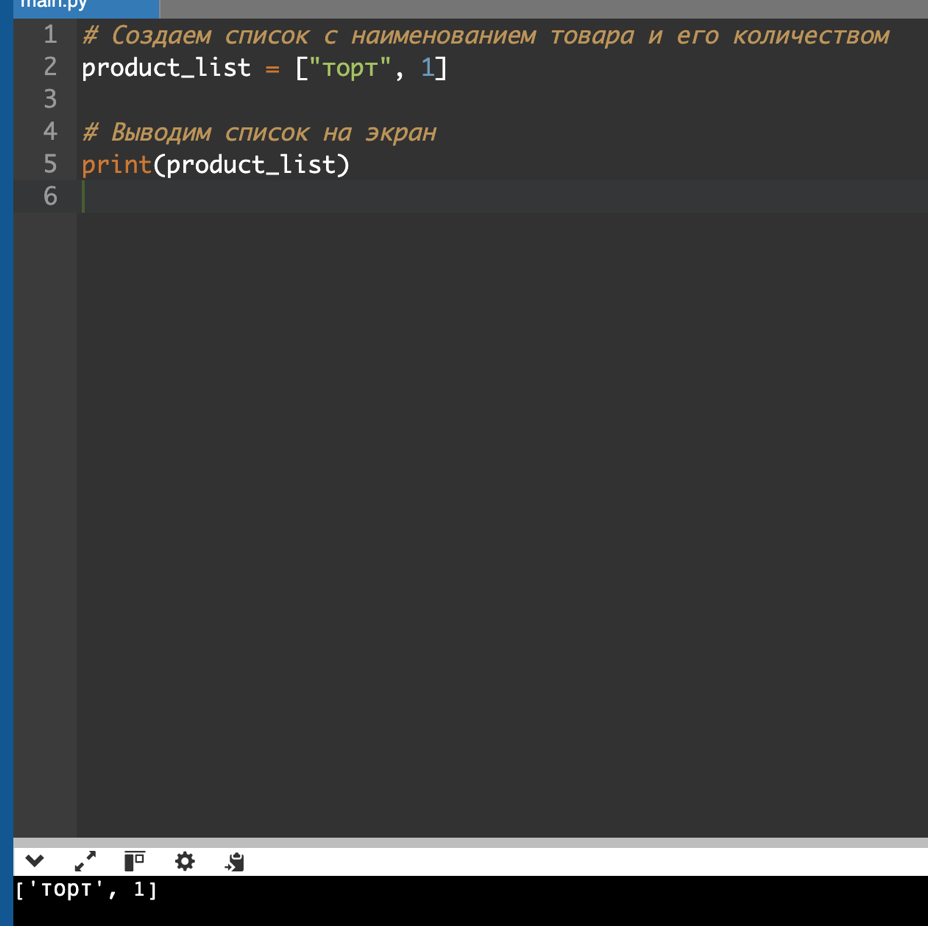 main.py
1 # Создаем список с наименованием товара и его количеством
2 product_list = ["торт", 1]
3
4 # Выводим список на экран
5 print(product_list)
6
['торт', 1]